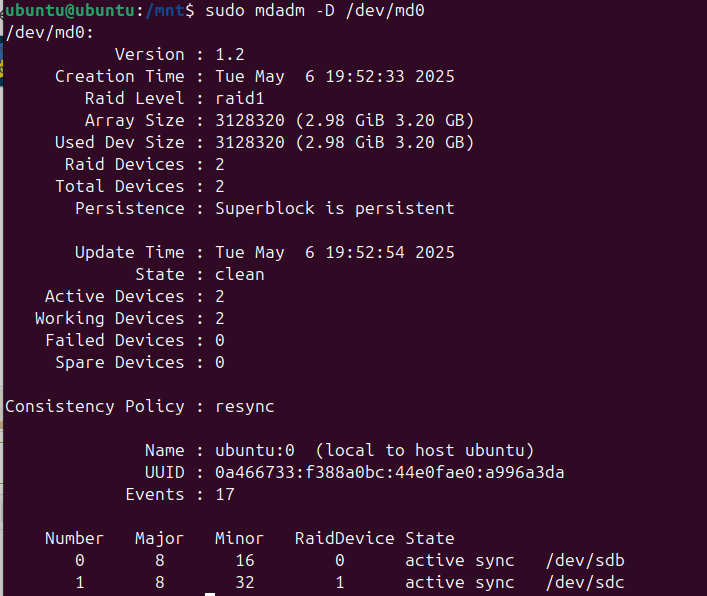 ubuntu@ubuntu:/mnt$ sudo mdadm -D /dev/md0
/dev/md0:
Version : 1.2
Creation Time : Tue May  6 19:52:33 2025
Raid Level : raid1
Array Size : 3128320 (2.98 GiB 3.20 GB)
Used Dev Size : 3128320 (2.98 GiB 3.20 GB)
Raid Devices : 2
Total Devices : 2
Persistence : Superblock is persistent
Update Time : Tue May  6 19:52:54 2025
State : clean
Active Devices : 2
Working Devices : 2
Failed Devices : 0
Spare Devices : 0
Consistency Policy : resync
Name : ubuntu:0  (local to host ubuntu)
UUID : 0a466733:f388a0bc:44e0fae0:a996a3da
Events : 17
Number   Major   Minor   RaidDevice State
0       8       16        0      active sync   /dev/sdb
1       8       32        1      active sync   /dev/sdc